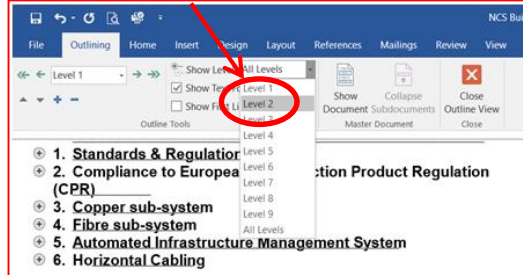 NCS Bui
File Outlining Home Insert Design Layout References Mailings Review View
Level 1 Show Level All Levels
Show Te
Show First Li
Level 1
Level 2
Level 3
Level 4
Level 5
Level 6
Level 7
Level 8
Level 9
All Levels
Show Document
Collapse Subdocuments
Close Outline View
Outline Tools Master Document Close
1. Standards & Regulation
2. Compliance to Europea ction Product Regulation
(CPR)
3. Copper sub-system
4. Fibre sub-system
5. Automated Infrastructure Management System
6. Horizontal Cabling